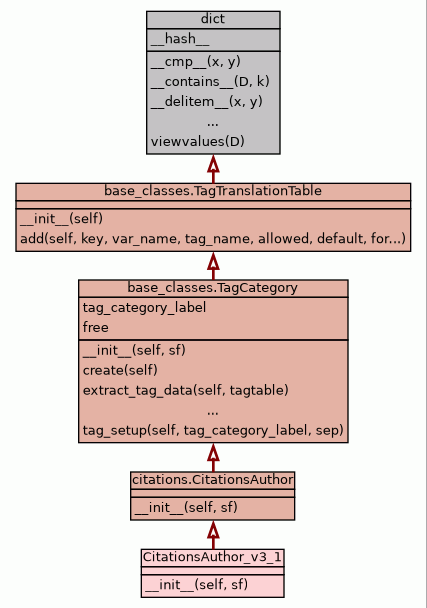 dict
__hash__
__cmp__(x, y)
__contains__(D, k)
__delitem__(x, y)
...
viewvalues(D)
base_classes.TagTranslationTable
__init__(self)
add(self, key, var_name, tag_name, allowed, default, for...)
base_classes.TagCategory
tag_category_label
free
__init__(self, sf)
create(self)
extract_tag_data(self, tagtable)
...
tag_setup(self, tag_category_label, sep)
citations.CitationsAuthor
__init__(self, sf)
CitationsAuthor_v3_1
__init__(self, sf)